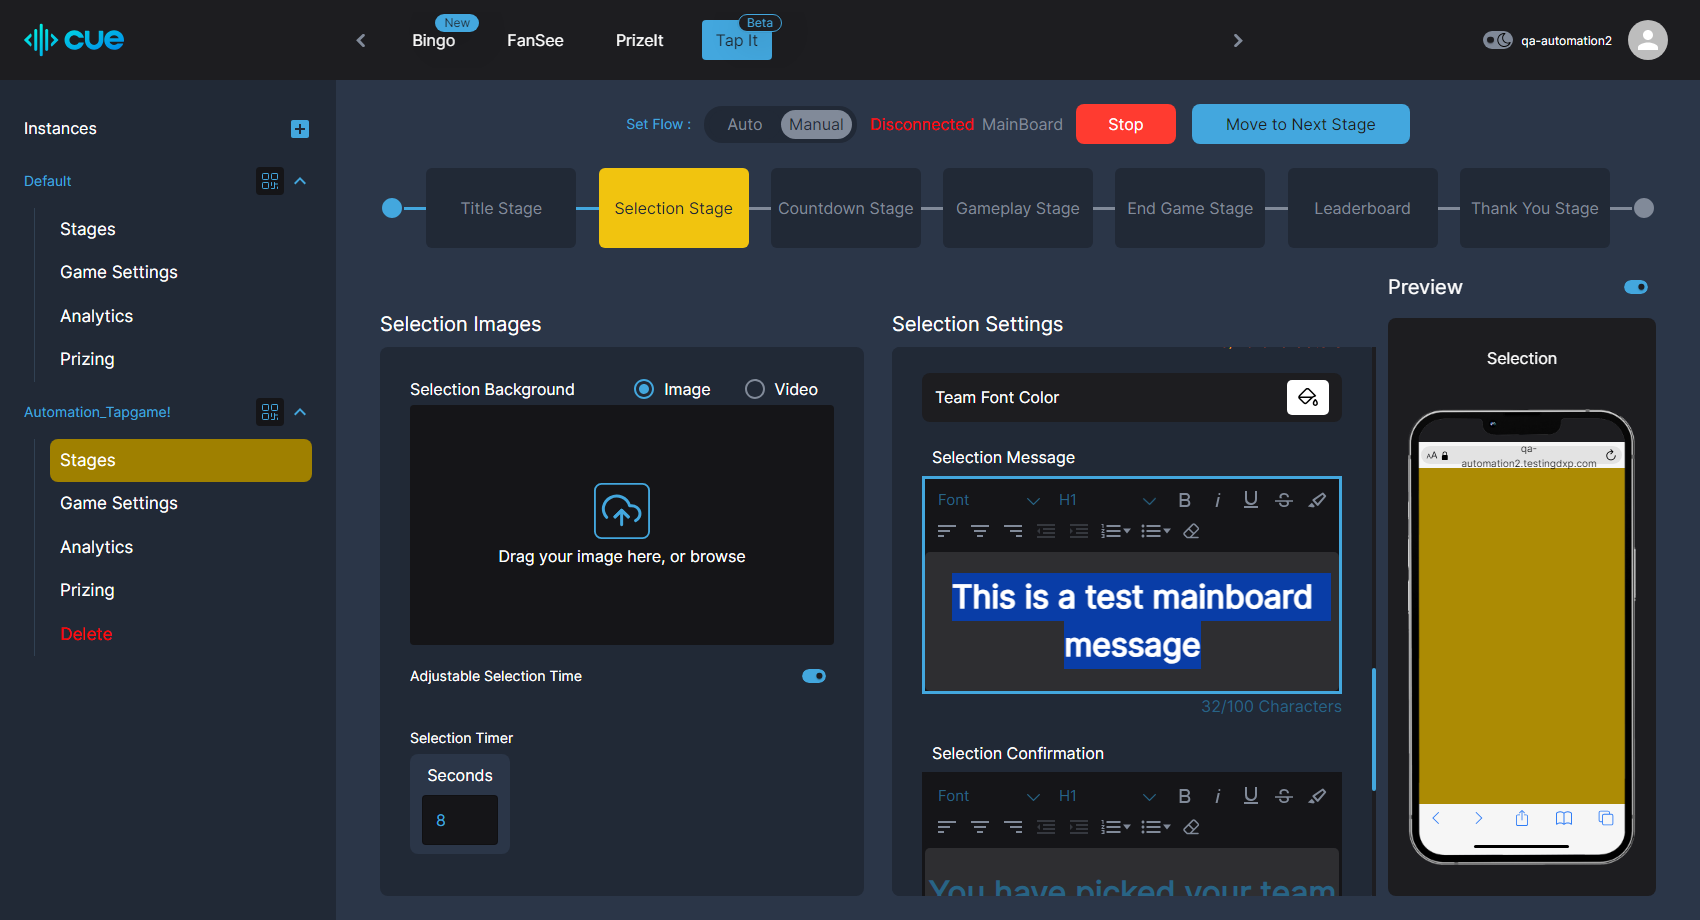 cue
Bingo
New
FanSee
PrizeIt
Tap It
Beta
qa-automation2
Instances
Default
Stages
Game Settings
Analytics
Prizing
Automation_Tapgame!
Stages
Game Settings
Analytics
Prizing
Delete
Set Flow :
Auto
Manual
Disconnected MainBoard
Stop
Move to Next Stage
Title Stage
Selection Stage
Countdown Stage
Gameplay Stage
End Game Stage
Leaderboard
Thank You Stage
Selection Images
Selection Background
Image
Video
Drag your image here, or browse
Adjustable Selection Time
Selection Timer
Seconds
8
Selection Settings
Team Font Color
Selection Message
Font
H1
B
i
U
S
This is a test mainboard
message
32/100 Characters
Selection Confirmation
Font
H1
B
i
U
S
You have picked your team
Preview
Selection
AA
qa-
automation2.testingdxp.com